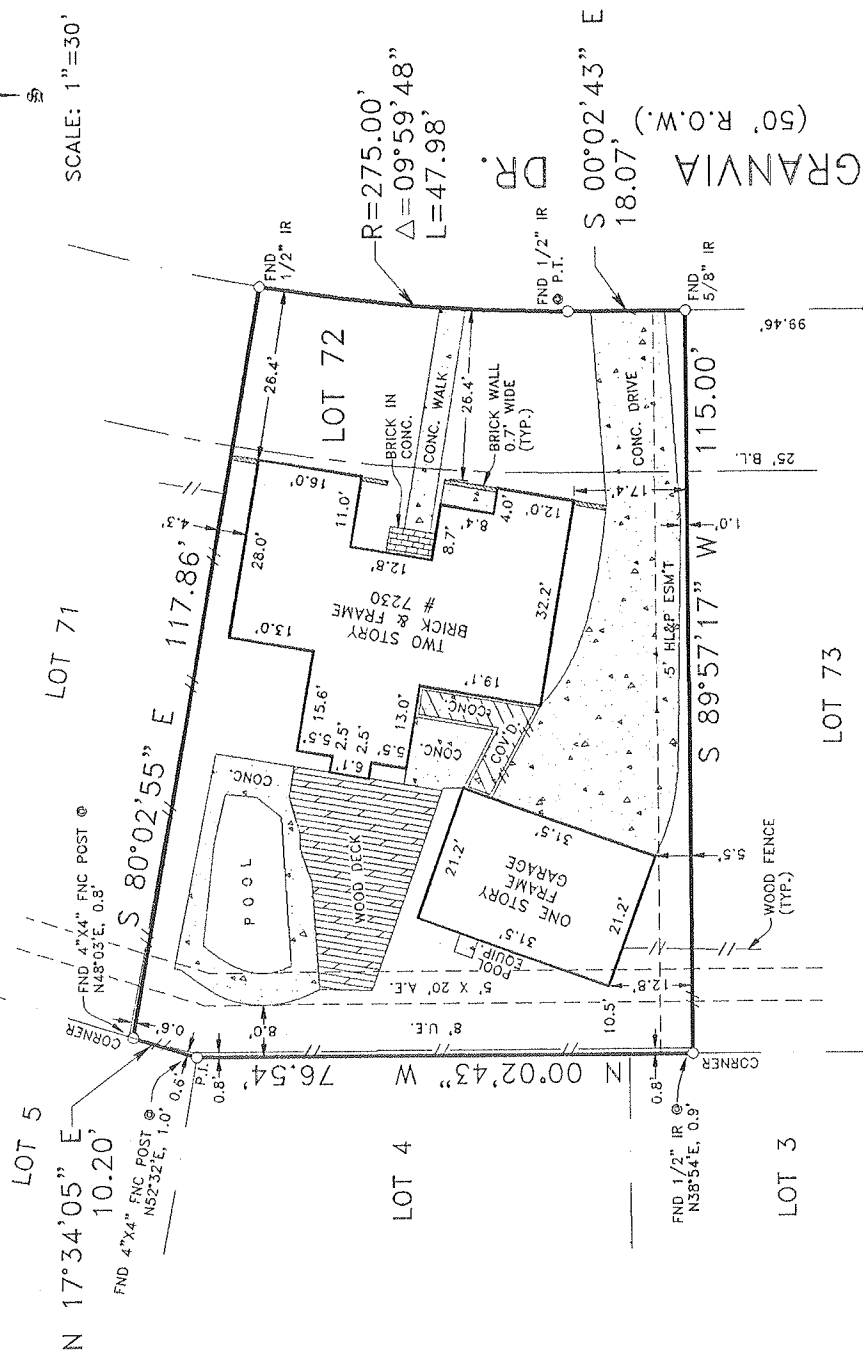 SCALE: 1"=30'
LOT 5
N 17°34'05" E
10.20'
FND 4"X4" FNC POST @
N52°32'E, 1.0'
CORNER
FND 4"X4" FNC POST @
N48°03'E, 0.8'
LOT 71
S 80°02'55" E 117.86'
FND
1/2" IR
R=275.00'
Δ=09°59'48"
L=47.98'
GRANVIA DR.
(50' R.O.W.)
FND 1/2" IR
@ P.T.
S 00°02'43" E
18.07'
FND
5/8" IR
99.46'
LOT 72
26.4'
4.3'
28.0'
16.0'
11.0'
BRICK IN
CONC.
CONC. WALK
26.4'
BRICK WALL
0.7' WIDE
(TYP.)
12.8'
8.7'
8.4'
4.0'
12.0'
17.4'
CONC. DRIVE
25' B.L.
13.0'
TWO STORY
BRICK & FRAME
# 7230
32.2'
19.1'
15.6'
5.5'
2.5'
6.1'
2.5'
5.5'
13.0'
CONC.
CONC.
COV'D.
CONC.
POOL
WOOD DECK
21.2'
31.5'
ONE STORY
FRAME
GARAGE
31.5'
21.2'
POOL
EQUIP.
5' X 20' A.E.
8' U.E.
8.0'
0.6'
0.6'
P.I.
0.8'
N 00°02'43" W 76.54'
10.5'
12.8'
5.5'
WOOD FENCE
(TYP.)
1.0'
5' HL&P ESM'T
S 89°57'17" W 115.00'
0.8'
CORNER
FND 1/2" IR @
N38°54'E, 0.9'
LOT 4
LOT 3
LOT 73